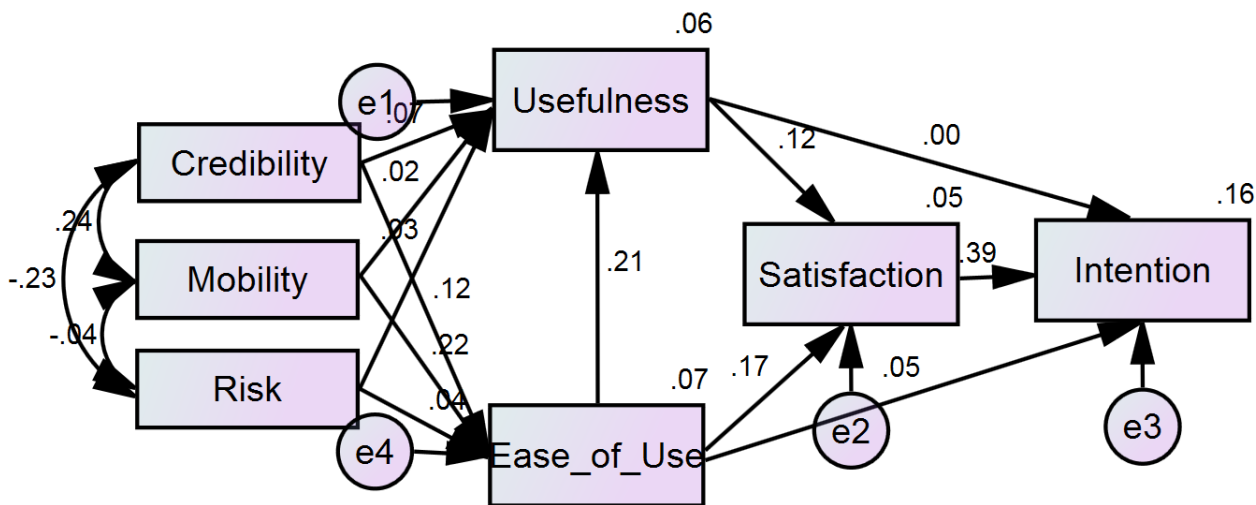 .06
Usefulness
e1
.07
Credibility
.02
.00
.12
.05
.16
.24
.03
Mobility
.21
Satisfaction
.39
Intention
-.23
.12
-.04
.22
Risk
.07
.17
.05
.04
e4
Ease_of_Use
e2
e3